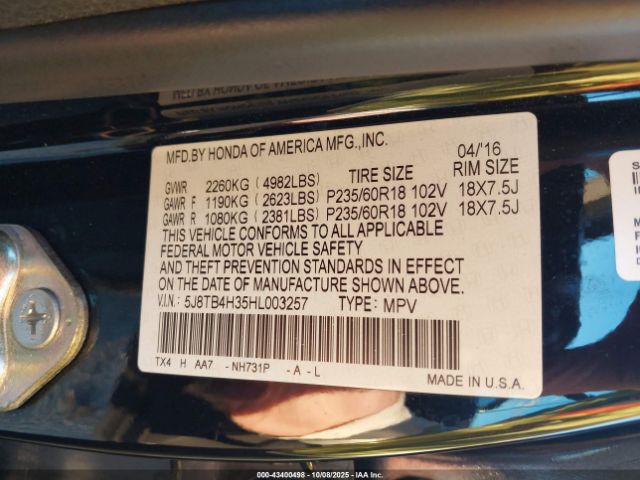 MFD.BY HONDA OF AMERICA MFG.,INC. 04/'16
GVWR 2260KG (4982LBS) TIRE SIZE RIM SIZE
GAWR F 1190KG (2623LBS) P235/60R18 102V 18X7.5J
GAWR R 1080KG (2381LBS) P235/60R18 102V 18X7.5J
THIS VEHICLE CONFORMS TO ALL APPLICABLE
FEDERAL MOTOR VEHICLE SAFETY
AND THEFT PREVENTION STANDARDS IN EFFECT
ON THE DATE OF MANUFACTURE SHOWN ABOVE.
V.I.N.: 5J8TB4H35HL003257 TYPE: MPV
TX4 H AA7 -NH731P -A-L
MADE IN U.S.A.
000-43400498 - 10/08/2025 - IAA Inc.